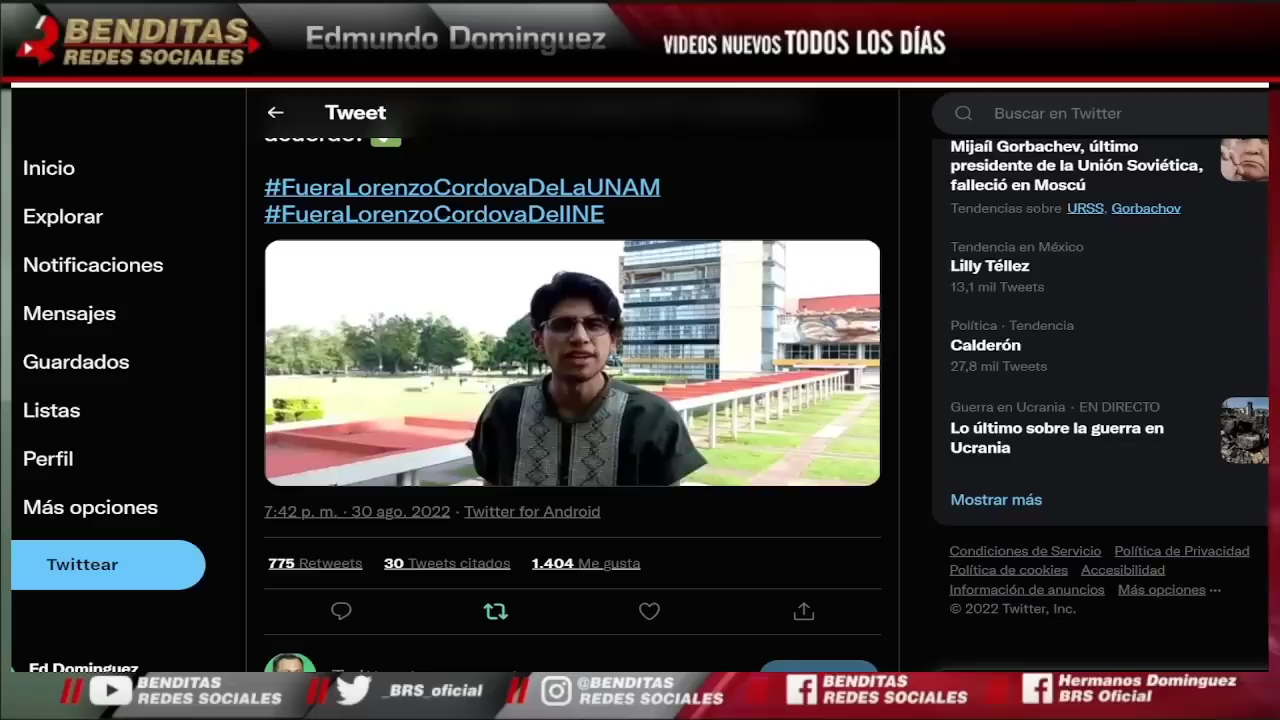 BENDITAS
REDES SOCIALES
Edmundo Dominguez
VIDEOS NUEVOS TODOS LOS DÍAS
Inicio
Explorar
Notificaciones
Mensajes
Guardados
Listas
Perfil
Más opciones
Twittear
Ed Dominguez
Tweet
acuerdo.
#FueraLorenzoCordovaDeLaUNAM
#FueraLorenzoCordovaDelINE
7:42 p. m. · 30 ago. 2022 · Twitter for Android
775 Retweets 30 Tweets citados 1.404 Me gusta
Buscar en Twitter
Mijaíl Gorbachev, último
presidente de la Unión Soviética,
falleció en Moscú
Tendencias sobre URSS, Gorbachov
Tendencia en México
Lilly Téllez
13,1 mil Tweets
Política · Tendencia
Calderón
27,8 mil Tweets
Guerra en Ucrania · EN DIRECTO
Lo último sobre la guerra en
Ucrania
Mostrar más
Condiciones de Servicio Política de Privacidad
Política de cookies Accesibilidad
Información de anuncios Más opciones ···
© 2022 Twitter, Inc.
BENDITAS
REDES SOCIALES
_BRS_oficial
@BENDITAS
REDES SOCIALES
BENDITAS
REDES SOCIALES
Hermanos Dominguez
BRS Oficial